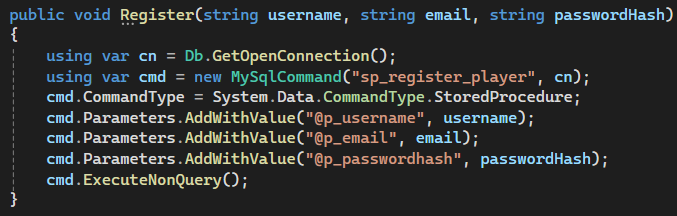 public void Register(string username, string email, string passwordHash)
{
    using var cn = Db.GetOpenConnection();
    using var cmd = new MySqlCommand("sp_register_player", cn);
    cmd.CommandType = System.Data.CommandType.StoredProcedure;
    cmd.Parameters.AddWithValue("@p_username", username);
    cmd.Parameters.AddWithValue("@p_email", email);
    cmd.Parameters.AddWithValue("@p_passwordhash", passwordHash);
    cmd.ExecuteNonQuery();
}